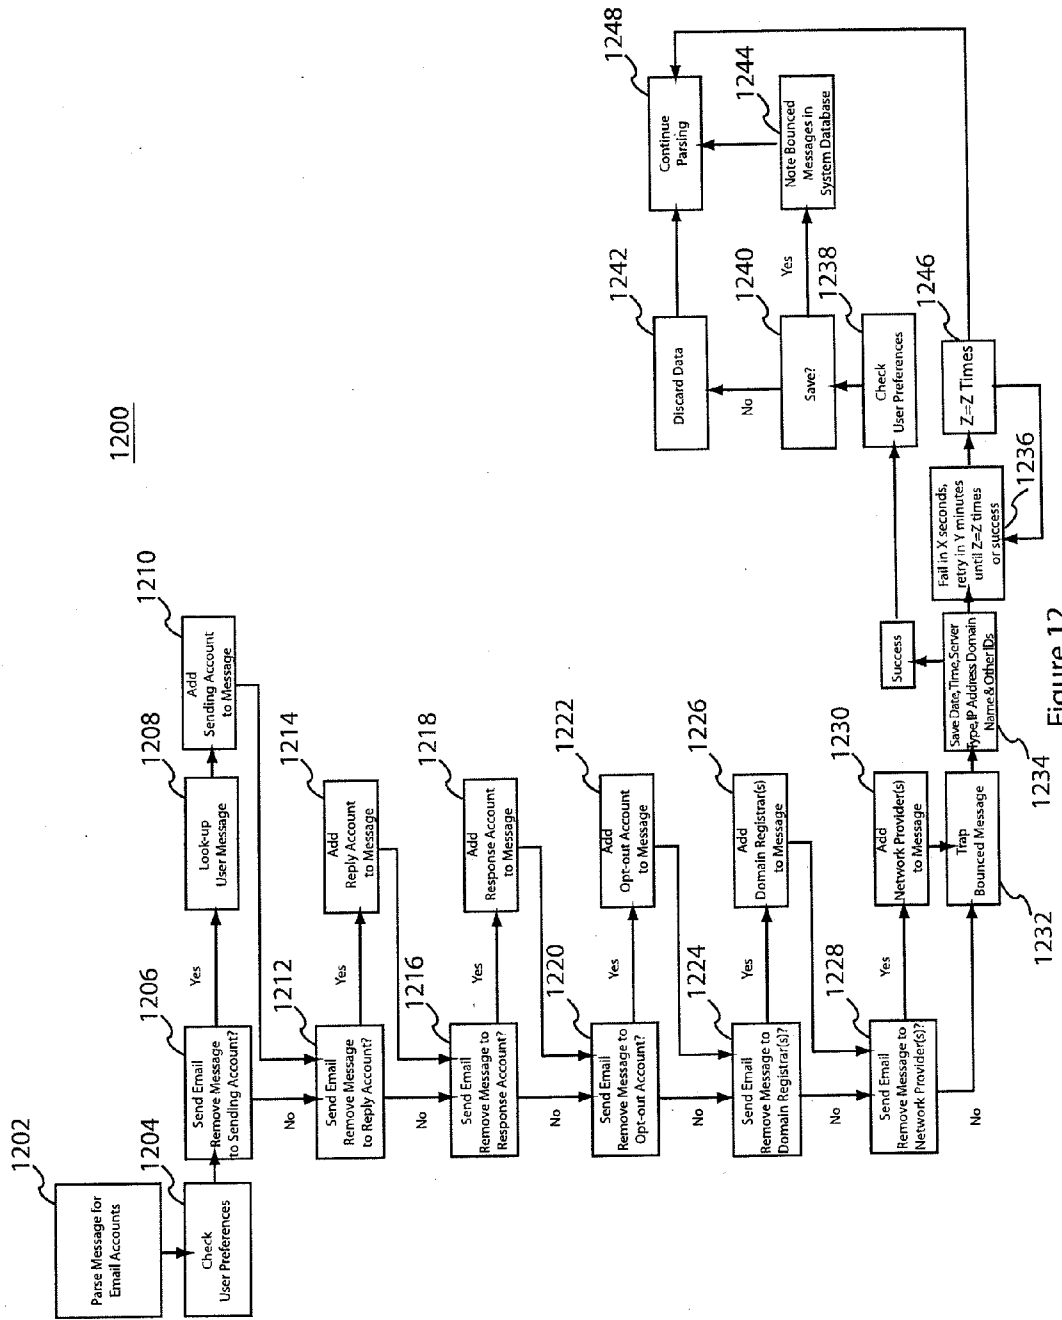 1200
1202
Parse Message for
Email Accounts
1204
Check
User Preferences
1206
Send Email
Remove Message
to Sending Account?
Yes
No
1208
Look-up
User Message
1210
Add
Sending Account
to Message
1212
Send Email
Remove Message
to Reply Account?
Yes
No
1214
Add
Reply Account
to Message
1216
Send Email
Remove Message to
Response Account?
Yes
No
1218
Add
Response Account
to Message
1220
Send Email
Remove Message to
Opt-out Account?
Yes
No
1222
Add
Opt-out Account
to Message
1224
Send Email
Remove Message to
Domain Registrar(s)?
Yes
No
1226
Add
Domain Registrar(s)
to Message
1228
Send Email
Remove Message to
Network Provider(s)?
Yes
No
1230
Add
Network Provider(s)
to Message
1232
Trap
Bounced Message
1234
Save Date, Time, Server
Type, IP Address Domain
Name & Other IDs
Success
1236
Fail in X seconds,
retry in Y minutes
until Z=Z times
or success
1246
Z=Z Times
1238
Check
User Preferences
1240
Save?
Yes
No
1242
Discard Data
1244
Note Bounced
Messages in
System Database
1248
Continue
Parsing
Figure 12